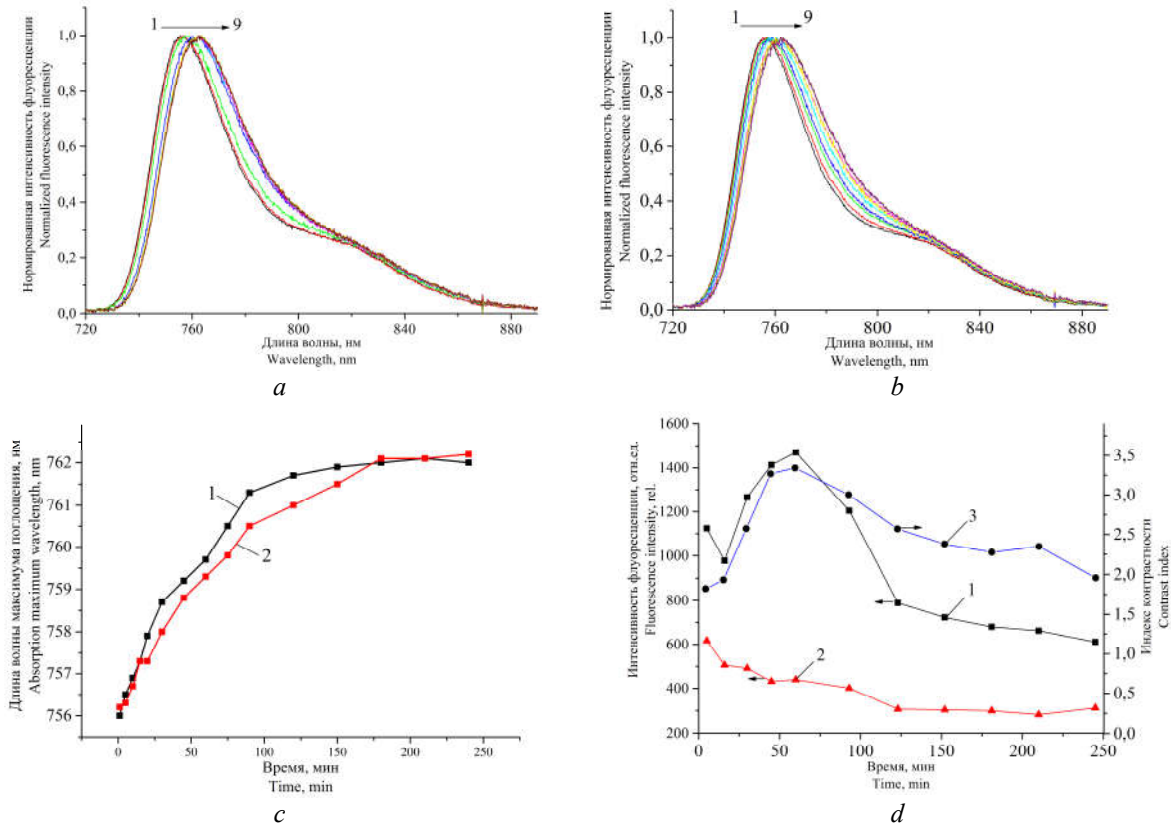 1 9
Нормированная интенсивность флуоресценции
Normalized fluorescence intensity
1,0
0,8
0,6
0,4
0,2
0,0
720 760 800 840 880
Длина волны, нм
Wavelength, nm
a
1 9
Нормированная интенсивность флуоресценции
Normalized fluorescence intensity
1,0
0,8
0,6
0,4
0,2
0,0
720 760 800 840 880
Длина волны, нм
Wavelength, nm
b
Длина волны максимума поглощения, нм
Absorption maximum wavelength, nm
762
761
760
759
758
757
756
1
2
0 50 100 150 200 250
Время, мин
Time, min
c
Интенсивность флуоресценции, отн.ед.
Fluorescence intensity, rel.
1600
1400
1200
1000
800
600
400
200
3
1
2
3,5
3,0
2,5
2,0
1,5
1,0
0,5
0,0
Индекс контрастности
Contrast index
0 50 100 150 200 250
Время, мин
Time, min
d